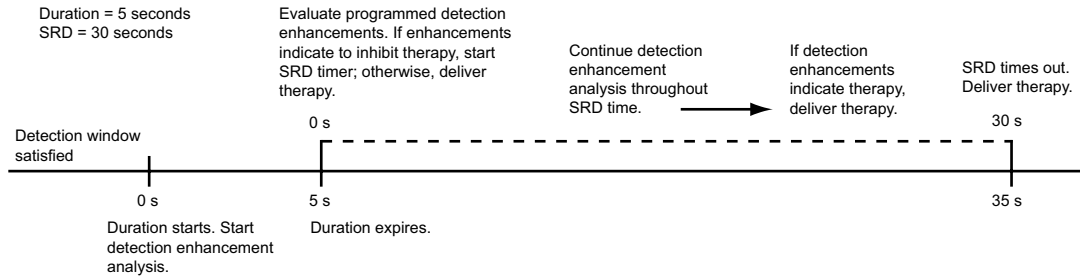 Duration = 5 seconds
SRD = 30 seconds
Evaluate programmed detection
enhancements. If enhancements
indicate to inhibit therapy, start
SRD timer; otherwise, deliver
therapy.
Continue detection
enhancement
analysis throughout
SRD time.
If detection
enhancements
indicate therapy,
deliver therapy.
SRD times out.
Deliver therapy.
0 s
30 s
Detection window
satisfied
0 s
5 s
35 s
Duration starts. Start
detection enhancement
analysis.
Duration expires.